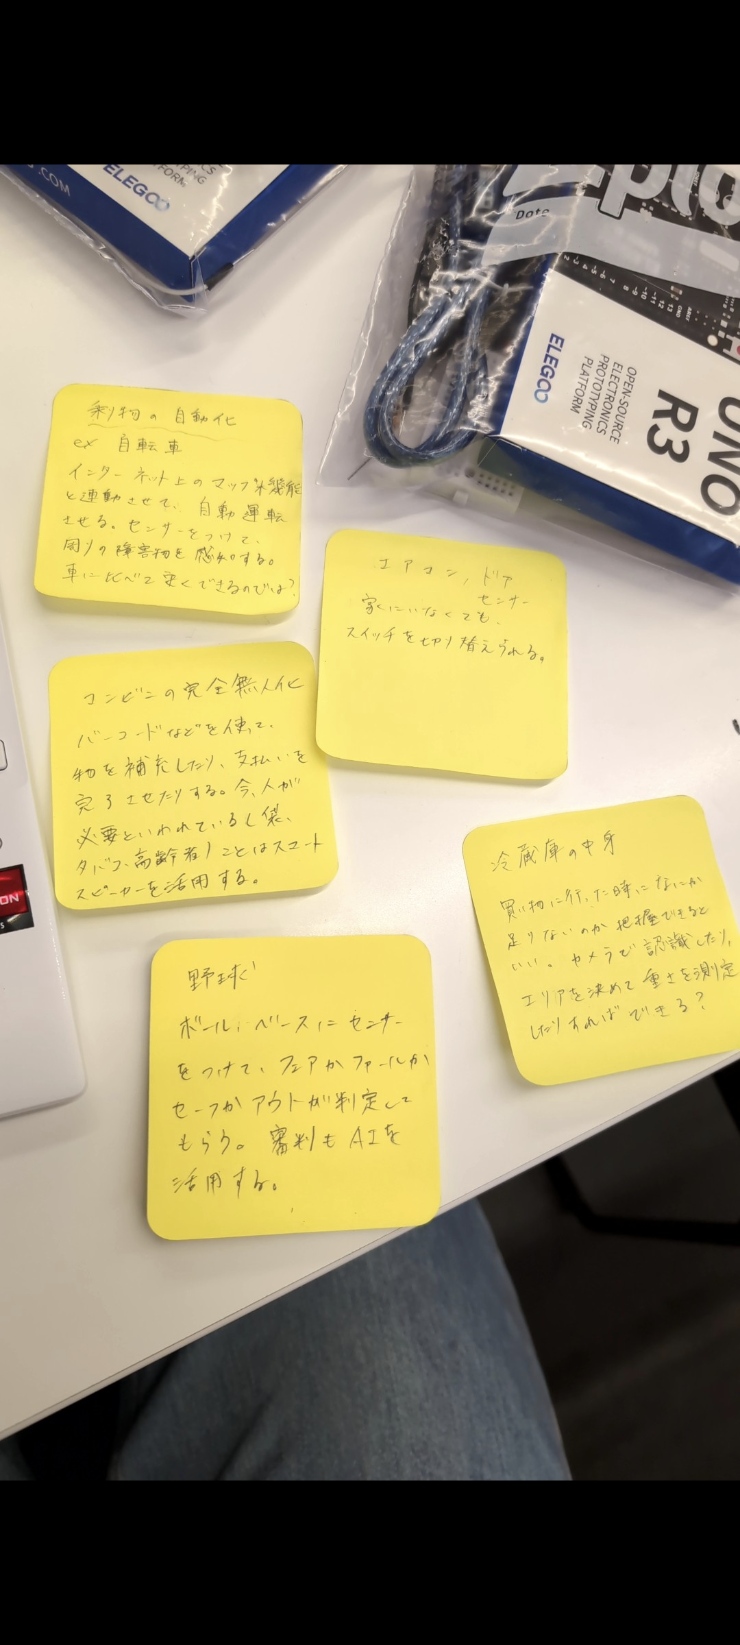 .COM
ELEGOO
TYPING
FORM
Dote
ELEGOO
OPEN-SOURCE
ELECTRONICS
PROTOTYPING
PLATFORM
UNO
R3
乗り物の自動化
ex 自転車
インターネット上のマップ機能
と連動させて、自動運転
させる。センサーをつけて、
周りの障害物を感知する。
車に比べて安くできるのでは?
エアコン, ドア
センサー
家にいなくても、
スイッチを切り替えられる。
コンビニの完全無人化
バーコードなどを使って、
物を補充したり、支払いを
完了させたりする。今、人が
必要といわれているレジ袋、
タバコ、高齢者ノことはスマート
スピーカーを活用する。
冷蔵庫の中身
買い物に行った時になにか
足りないのか把握できると
いい。カメラで認識したり、
エリアを決めて重さを測定
したりすればできる?
野球
ボール、ベースにセンサー
をつけて、フェアかファールか
セーフかアウトか判定して
もらう。審判もAIを
活用する。